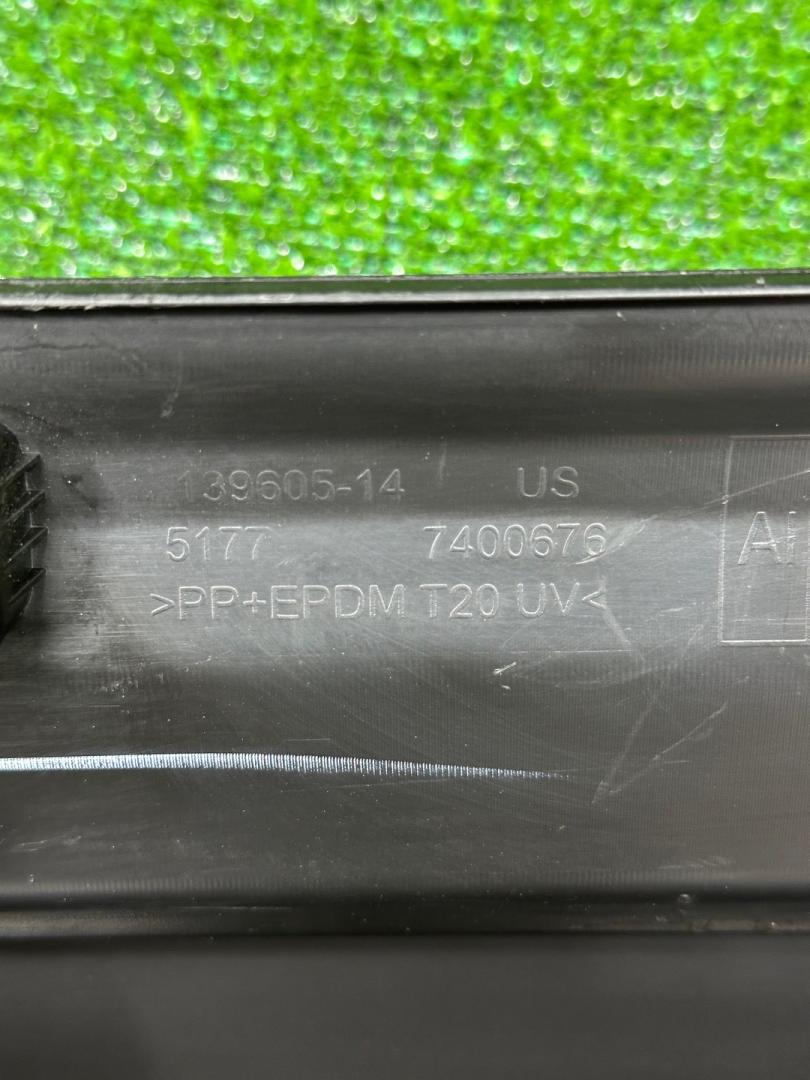 139605-14 US
5177 7400676
>PP+EPDM T20 UV<